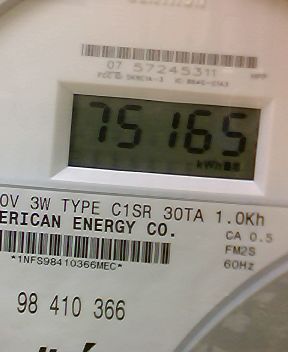 07 57245311
75165
kWh
0V 3W TYPE C1SR 30TA 1.0Kh
ERICAN ENERGY CO.
CA 0.5
FM2S
60Hz
*1NFS98410366MEC*
98 410 366